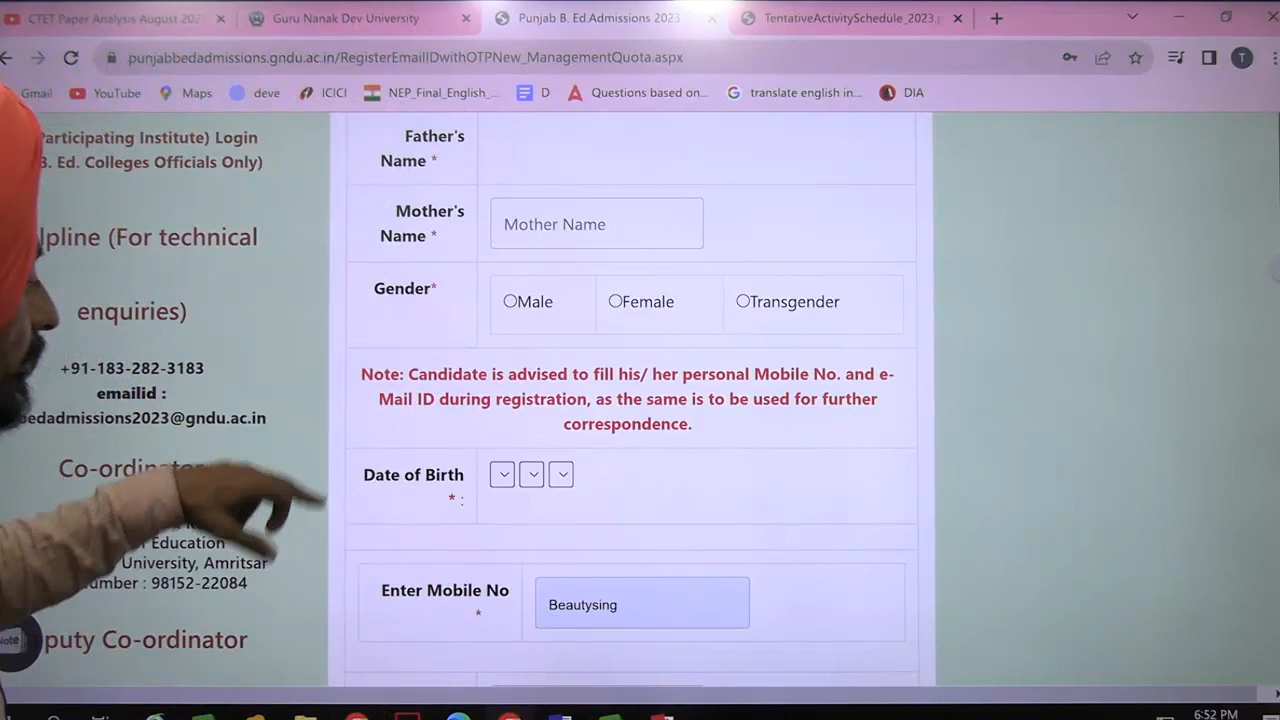 CTET Paper Analysis August 202
Guru Nanak Dev University
Punjab B. Ed Admissions 2023
TentativeActivitySchedule_2023.
punjabbedadmissions.gndu.ac.in/RegisterEmailIDwithOTPNew_ManagementQuota.aspx
T
Gmail
YouTube
Maps
deve
ICICI
NEP_Final_English_...
D
Questions based on...
translate english in...
DIA
Participating Institute) Login
B. Ed. Colleges Officials Only)
lpline (For technical
enquiries)
+91-183-282-3183
emailid :
bedadmissions2023@gndu.ac.in
Co-ordinator
Education
University, Amritsar
umber : 98152-22084
puty Co-ordinator
Father's
Name *
Mother's
Name *
Mother Name
Gender*
Male
Female
Transgender
Note: Candidate is advised to fill his/ her personal Mobile No. and e-
Mail ID during registration, as the same is to be used for further
correspondence.
Date of Birth
* :
Enter Mobile No
*
Beautysing
Note
6:52 PM